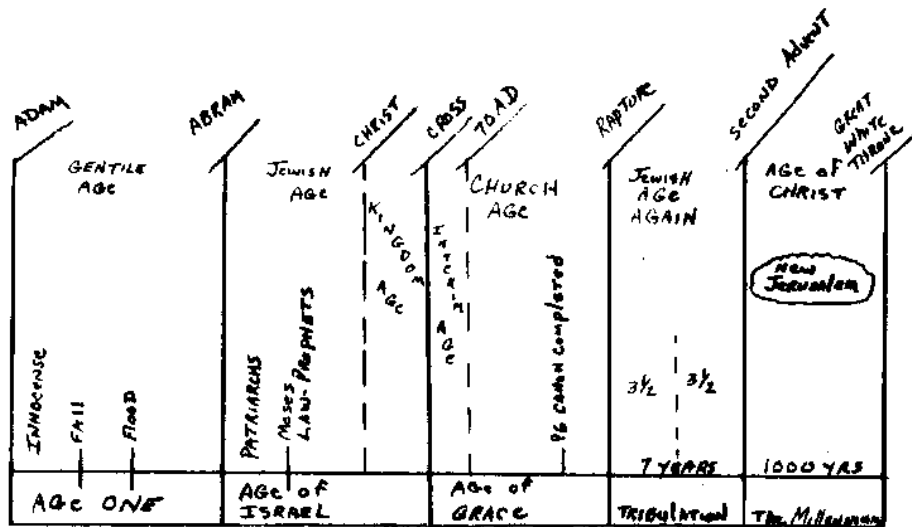 ADAM
ABRAM
CHRIST
CROSS
70 AD
RAPTURE
SECOND ADVENT
GREAT
WHITE
THRONE
GENTILE
AGE
JEWISH
AGE
KINGDOM AGE
INTERIM AGE
CHURCH
AGE
JEWISH
AGE
AGAIN
AGE of
CHRIST
NEW
JERUSALEM
INNOCENSE
FALL
FLOOD
PATRIARCHS
Moses
LAW-PROPHETS
96 CANON completed
3½
3½
7 YEARS
1000 YRS
AGE ONE
AGE of
ISRAEL
AGE of
GRACE
TRIBULATION
The Millennium